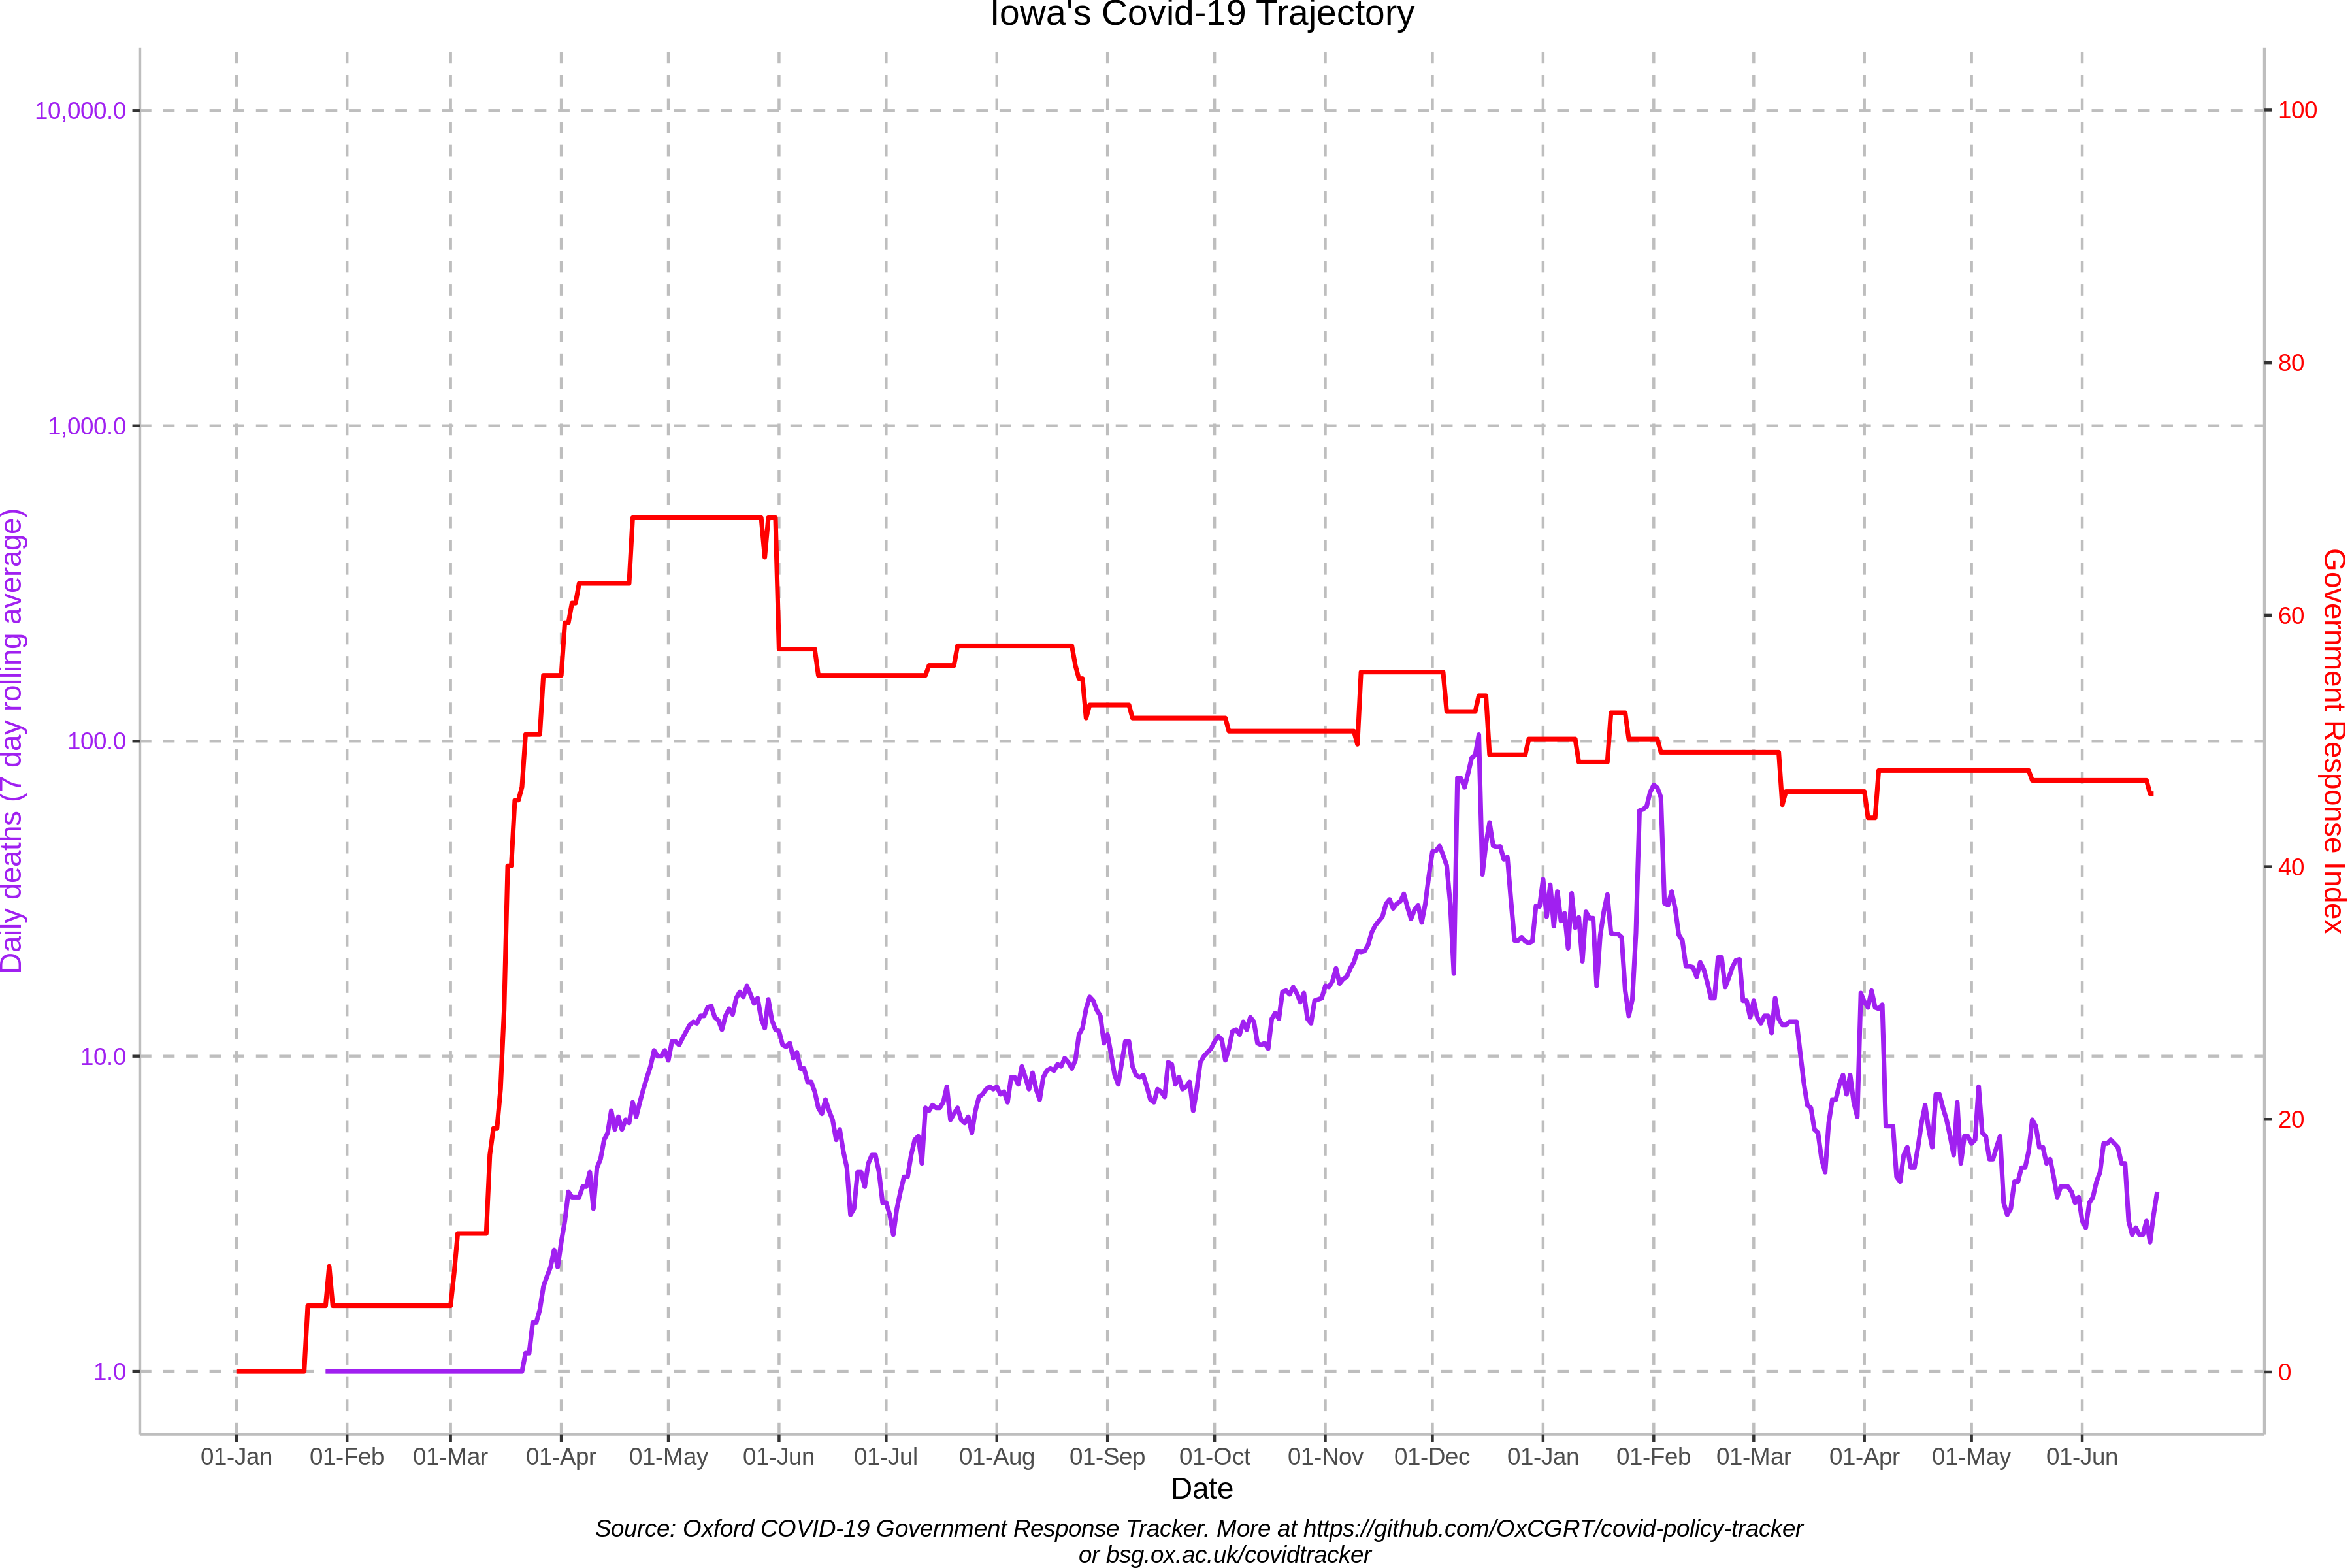 Iowa's Covid-19 Trajectory
10,000.0
1,000.0
100.0
10.0
1.0
Daily deaths (7 day rolling average)
100
80
60
40
20
0
Government Response Index
01-Jan 01-Feb 01-Mar 01-Apr 01-May 01-Jun 01-Jul 01-Aug 01-Sep 01-Oct 01-Nov 01-Dec 01-Jan 01-Feb 01-Mar 01-Apr 01-May 01-Jun
Date
Source: Oxford COVID-19 Government Response Tracker. More at https://github.com/OxCGRT/covid-policy-tracker
or bsg.ox.ac.uk/covidtracker